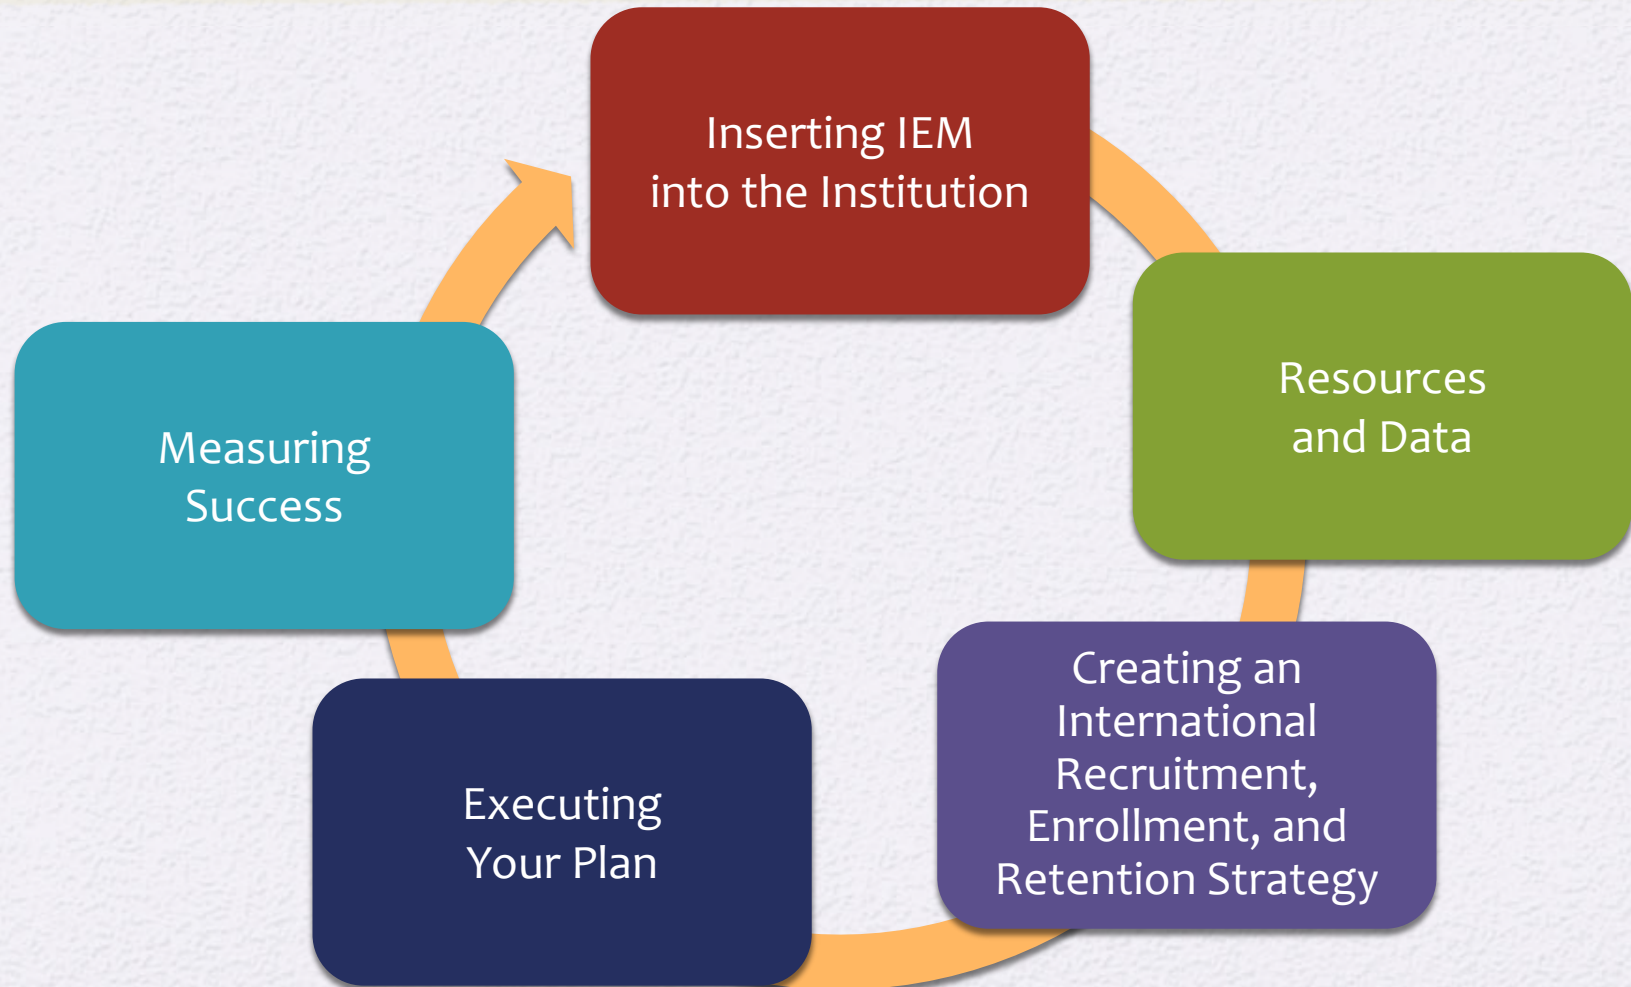 Inserting IEM
into the Institution
Resources
and Data
Creating an
International
Recruitment,
Enrollment, and
Retention Strategy
Executing
Your Plan
Measuring
Success